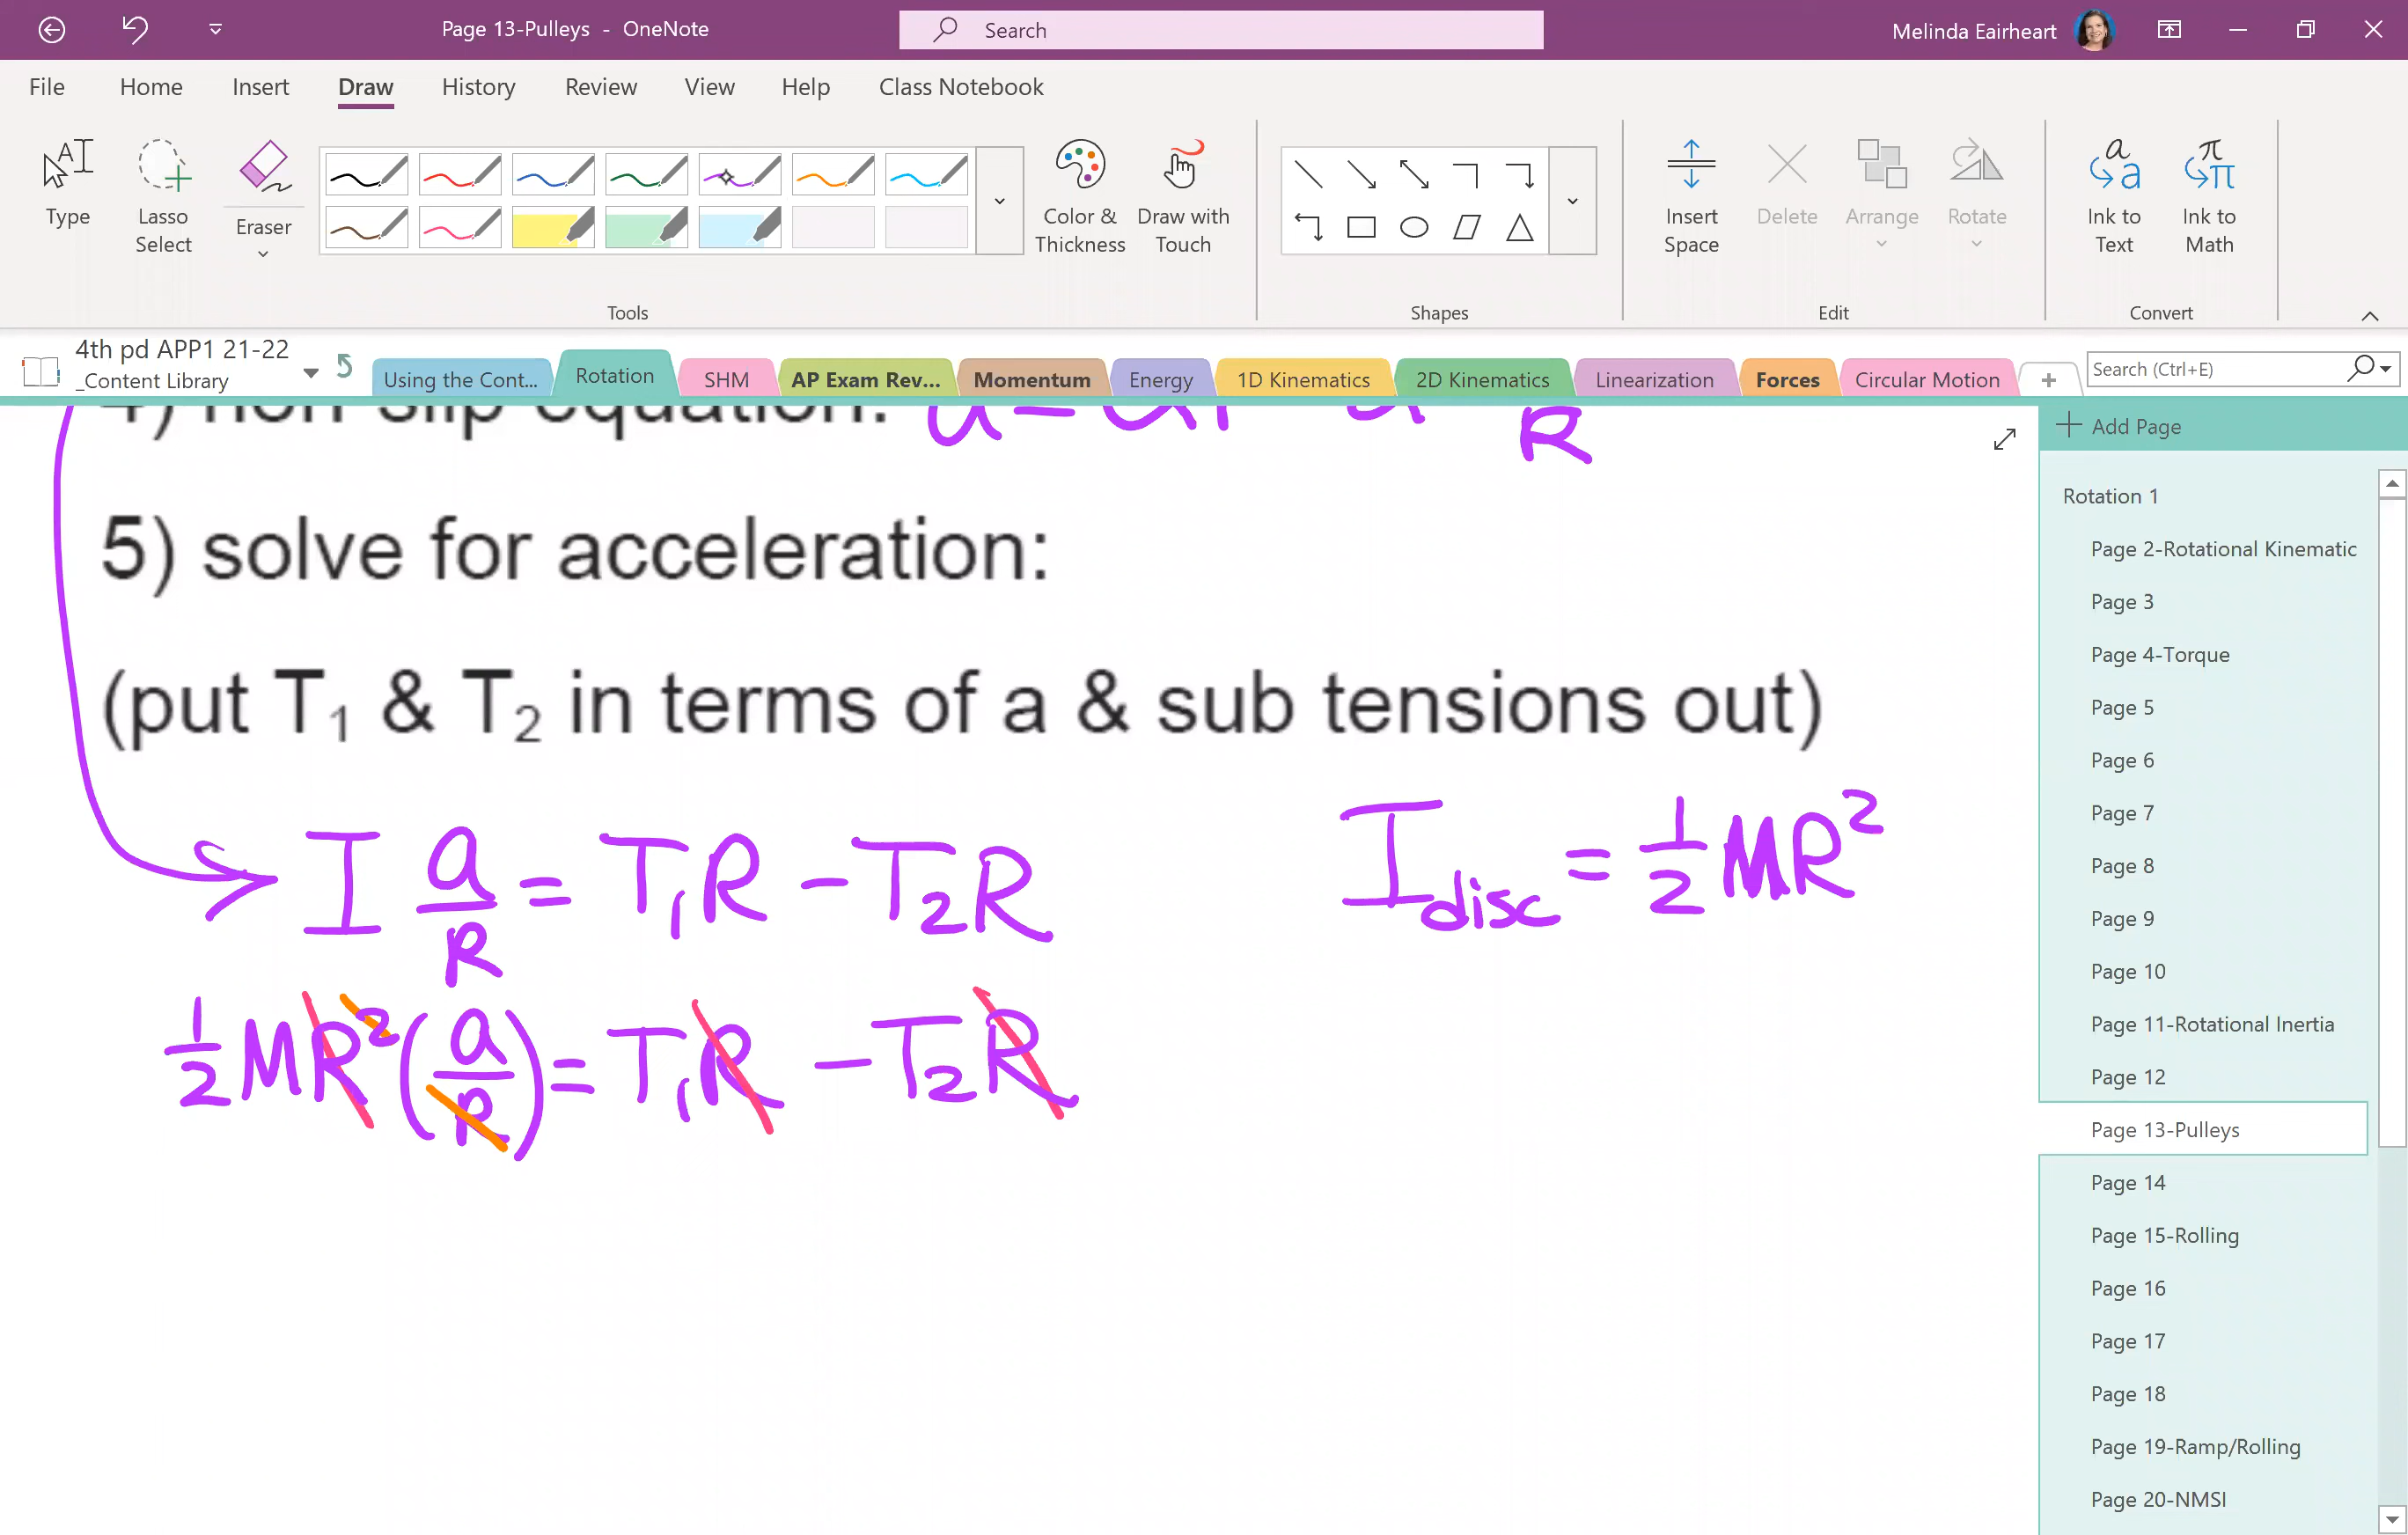 Page 13-Pulleys - OneNote
Search
Melinda Eairheart
File Home Insert Draw History Review View Help Class Notebook
Type
Lasso Select
Eraser
Color & Thickness
Draw with Touch
Insert Space
Delete
Arrange
Rotate
Ink to Text
Ink to Math
Tools
Shapes
Edit
Convert
4th pd APP1 21-22
_Content Library
Using the Cont... Rotation SHM AP Exam Rev... Momentum Energy 1D Kinematics 2D Kinematics Linearization Forces Circular Motion
Search (Ctrl+E)
4) non slip equation:
R
5) solve for acceleration:
(put T₁ & T₂ in terms of a & sub tensions out)
I a/R = T₁R - T₂R
I disc = 1/2 MR²
1/2 MR² (a/R) = T₁R - T₂R
Add Page
Rotation 1
Page 2-Rotational Kinematic
Page 3
Page 4-Torque
Page 5
Page 6
Page 7
Page 8
Page 9
Page 10
Page 11-Rotational Inertia
Page 12
Page 13-Pulleys
Page 14
Page 15-Rolling
Page 16
Page 17
Page 18
Page 19-Ramp/Rolling
Page 20-NMSI